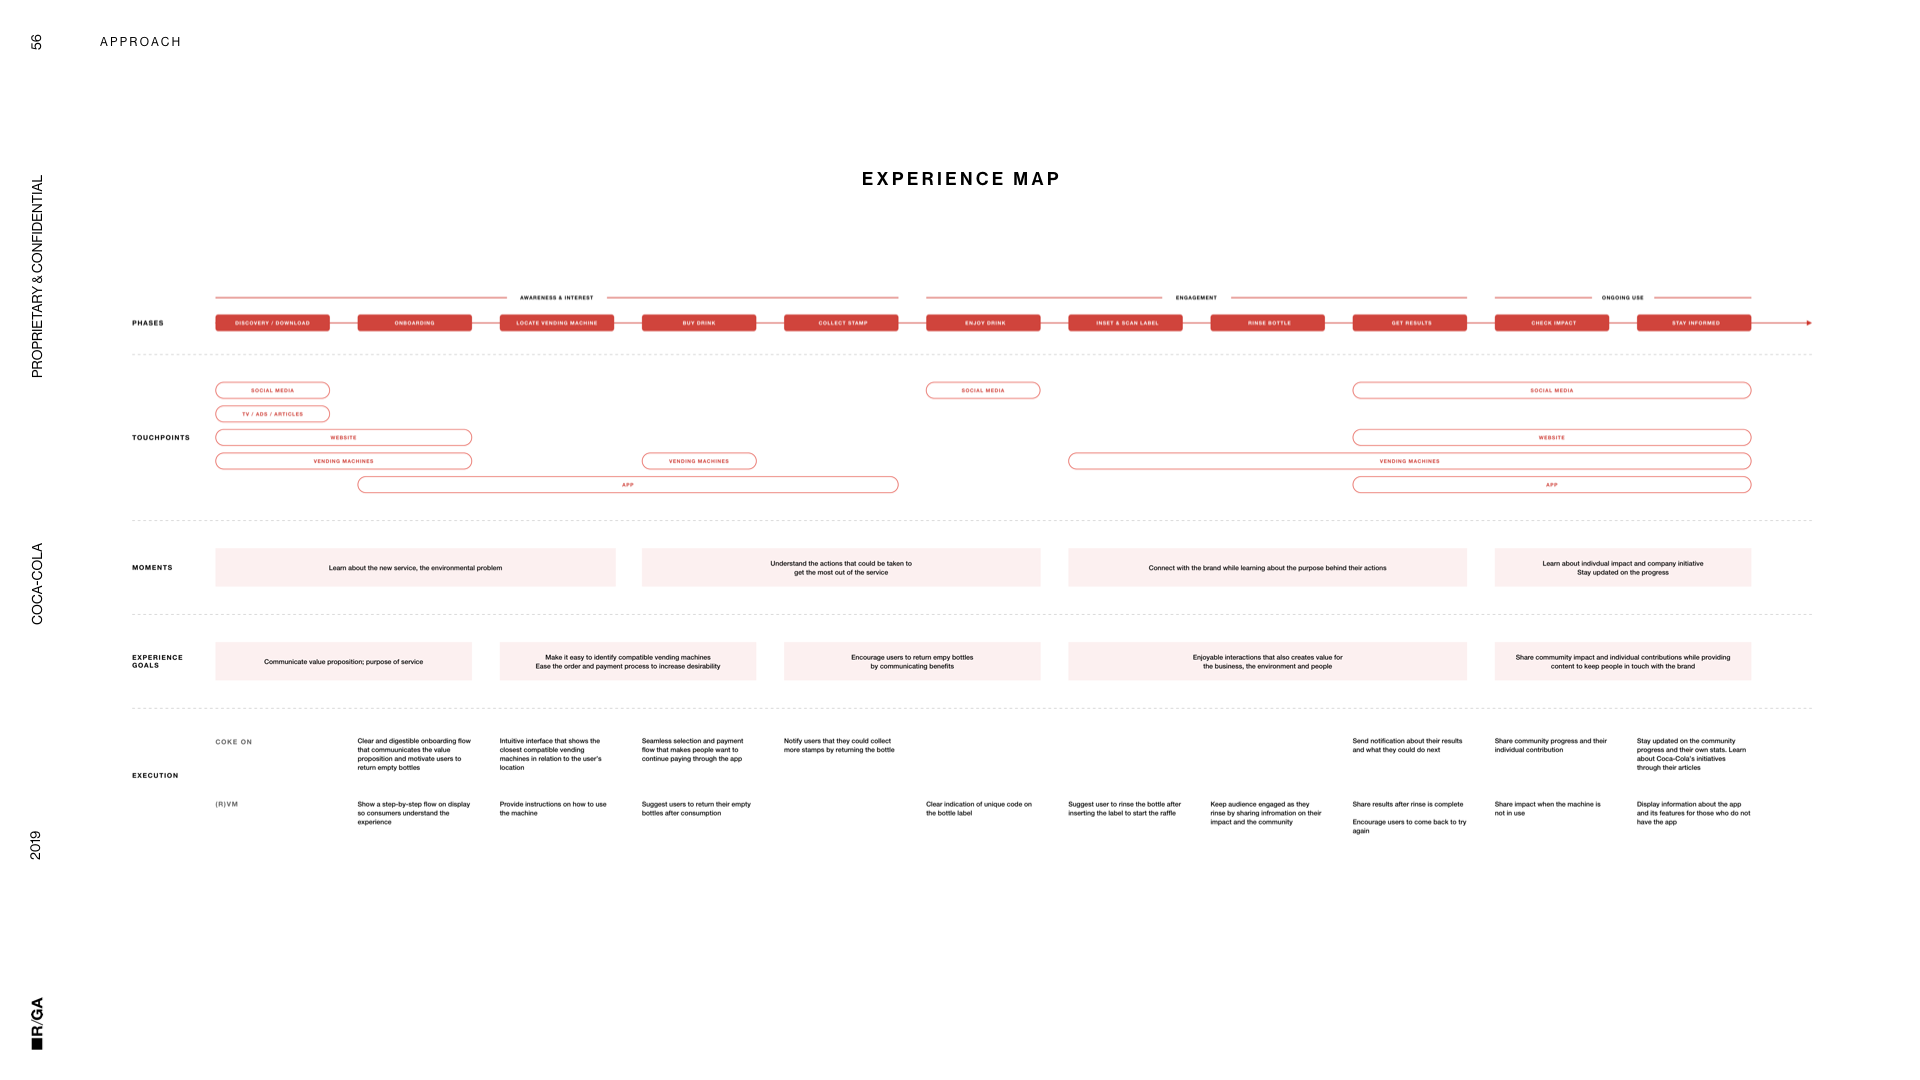 56
APPROACH
PROPRIETARY & CONFIDENTIAL
COCA-COLA
2019
R/GA
EXPERIENCE MAP
AWARENESS & INTEREST
ENGAGEMENT
ONGOING USE
PHASES
DISCOVERY / DOWNLOAD
ONBOARDING
LOCATE VENDING MACHINE
BUY DRINK
COLLECT STAMP
ENJOY DRINK
INSET & SCAN LABEL
RINSE BOTTLE
GET RESULTS
CHECK IMPACT
STAY INFORMED
TOUCHPOINTS
SOCIAL MEDIA
SOCIAL MEDIA
SOCIAL MEDIA
TV / ADS / ARTICLES
WEBSITE
WEBSITE
VENDING MACHINES
VENDING MACHINES
VENDING MACHINES
APP
APP
MOMENTS
Learn about the new service, the environmental problem
Understand the actions that could be taken to
get the most out of the service
Connect with the brand while learning about the purpose behind their actions
Learn about indivdual impact and company initiative
Stay updated on the progress
EXPERIENCE
GOALS
Communicate value proposition; purpose of service
Make it easy to identify compatible vending machines
Ease the order and payment process to increase desirability
Encourage users to return empy bottles
by communicating benefits
Enjoyable interactions that also creates value for
the business, the environment and people
Share commumity impact and individual contributions while providing
content to keep people in touch with the brand
EXECUTION
COKE ON
Clear and digestible onboarding flow
that commuunicates the value
proposition and motivate users to
return empty bottles
Intuitive interface that shows the
closest compatible vending
machines in relation to the user's
location
Seamless selection and payment
flow that makes people want to
continue paying through the app
Notify users that they could collect
more stamps by returning the bottle
Send notification about their results
and what they could do next
Share community progress and their
individual contribution
Stay updated on the community
progress and their own stats. Learn
about Coca-Cola's initiatives
through their articles
(R)VM
Show a step-by-step flow on display
so consumers understand the
experience
Provide instructions on how to use
the machine
Suggest users to return their empty
bottles after consumption
Clear indication of unique code on
the bottle label
Suggest user to rinse the bottle after
inserting the label to start the raffle
Keep audience engaged as they
rinse by sharing infromation on their
impact and the community
Share results after rinse is complete
Encourage users to come back to try
again
Share impact when the machine is
not in use
Display information about the app
and its features for those who do not
have the app